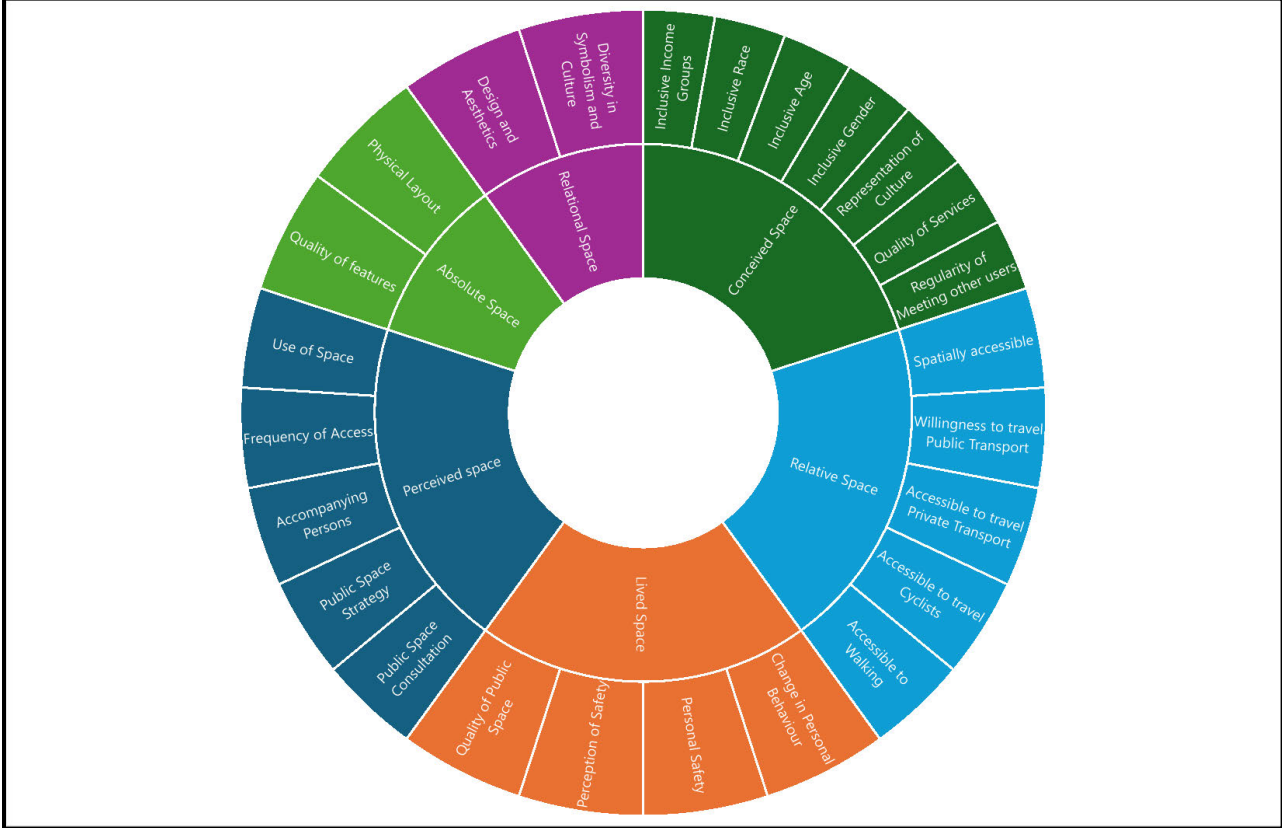 Conceived Space
Inclusive Income
Groups
Inclusive Race
Inclusive Age
Inclusive Gender
Representation of
Culture
Quality of Services
Regularity of
Meeting other users
Relative Space
Spatially accessible
Willingness to travel
Public Transport
Accessible to travel
Private Transport
Accessible to travel
Cyclists
Accessible to
Walking
Lived Space
Change in Personal
Behaviour
Personal Safety
Perception of Safety
Quality of Public
Space
Perceived space
Public Space
Consultation
Public Space
Strategy
Accompanying
Persons
Frequency of Access
Use of Space
Absolute Space
Quality of features
Physical Layout
Relational Space
Design and
Aesthetics
Diversity in
Symbolism and
Culture